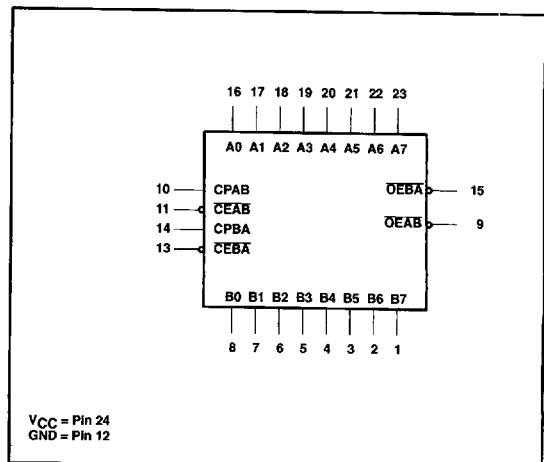 16 17 18 19 20 21 22 23
A0 A1 A2 A3 A4 A5 A6 A7
10 CPAB OEBA 15
11 CEAB
14 CPBA OEAB 9
13 CEBA
B0 B1 B2 B3 B4 B5 B6 B7
8 7 6 5 4 3 2 1
VCC = Pin 24
GND = Pin 12